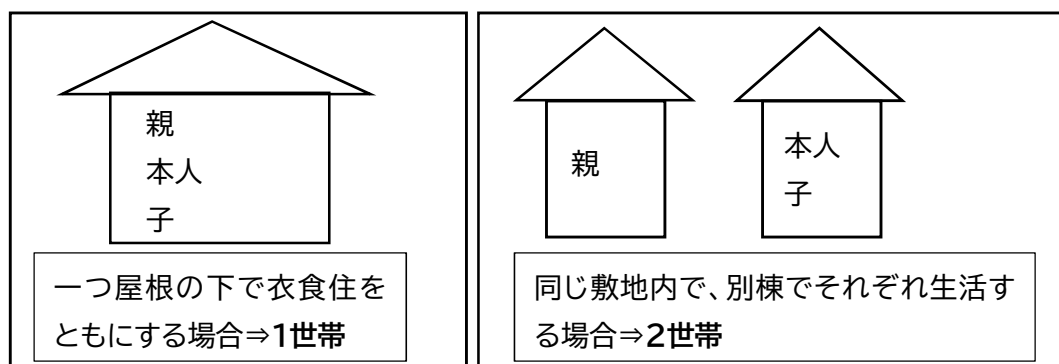 親
本人
子
一つ屋根の下で衣食住を
ともにする場合⇒1世帯
親
本人
子
同じ敷地内で、別棟でそれぞれ生活す
る場合⇒2世帯